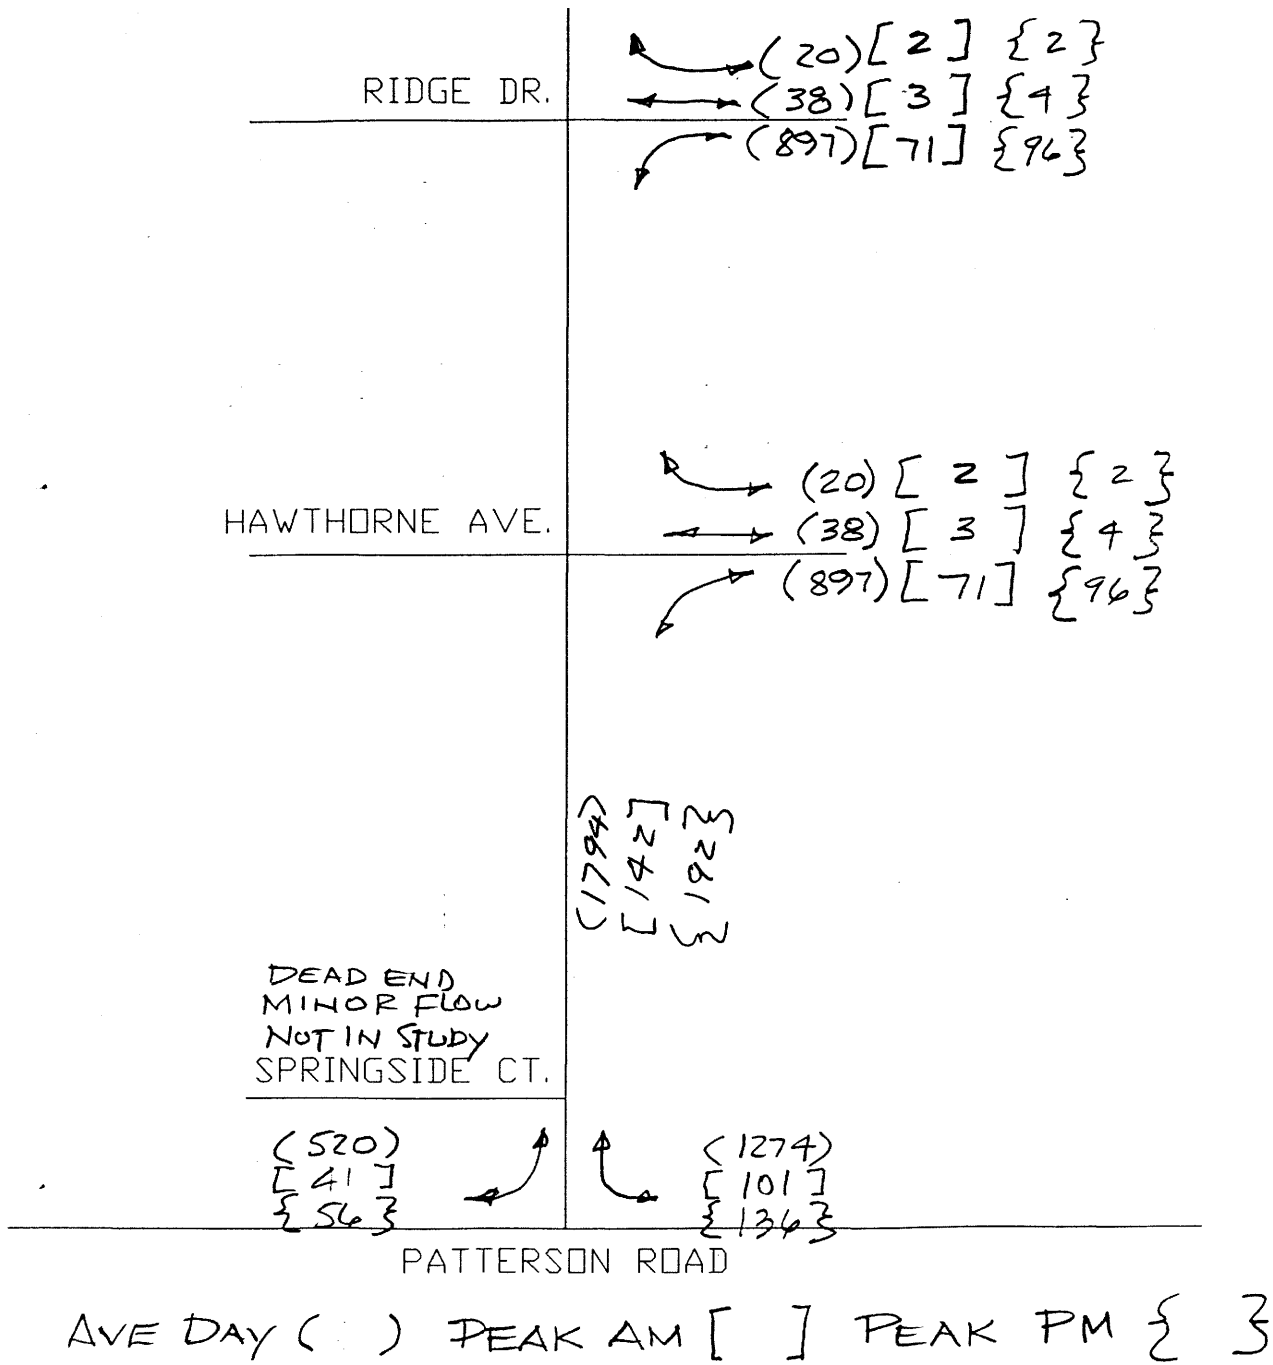 (20) [2] {2}
RIDGE DR. (38) [3] {4}
(897) [71] {96}
(20) [2] {2}
HAWTHORNE AVE. (38) [3] {4}
(897) [71] {96}
(1794)
[142]
{192}
DEAD END
MINOR FLOW
NOT IN STUDY
SPRINGSIDE CT.
(520)
[41]
{56}
(1274)
[101]
{136}
PATTERSON ROAD
AVE DAY ( ) PEAK AM [ ] PEAK PM { }